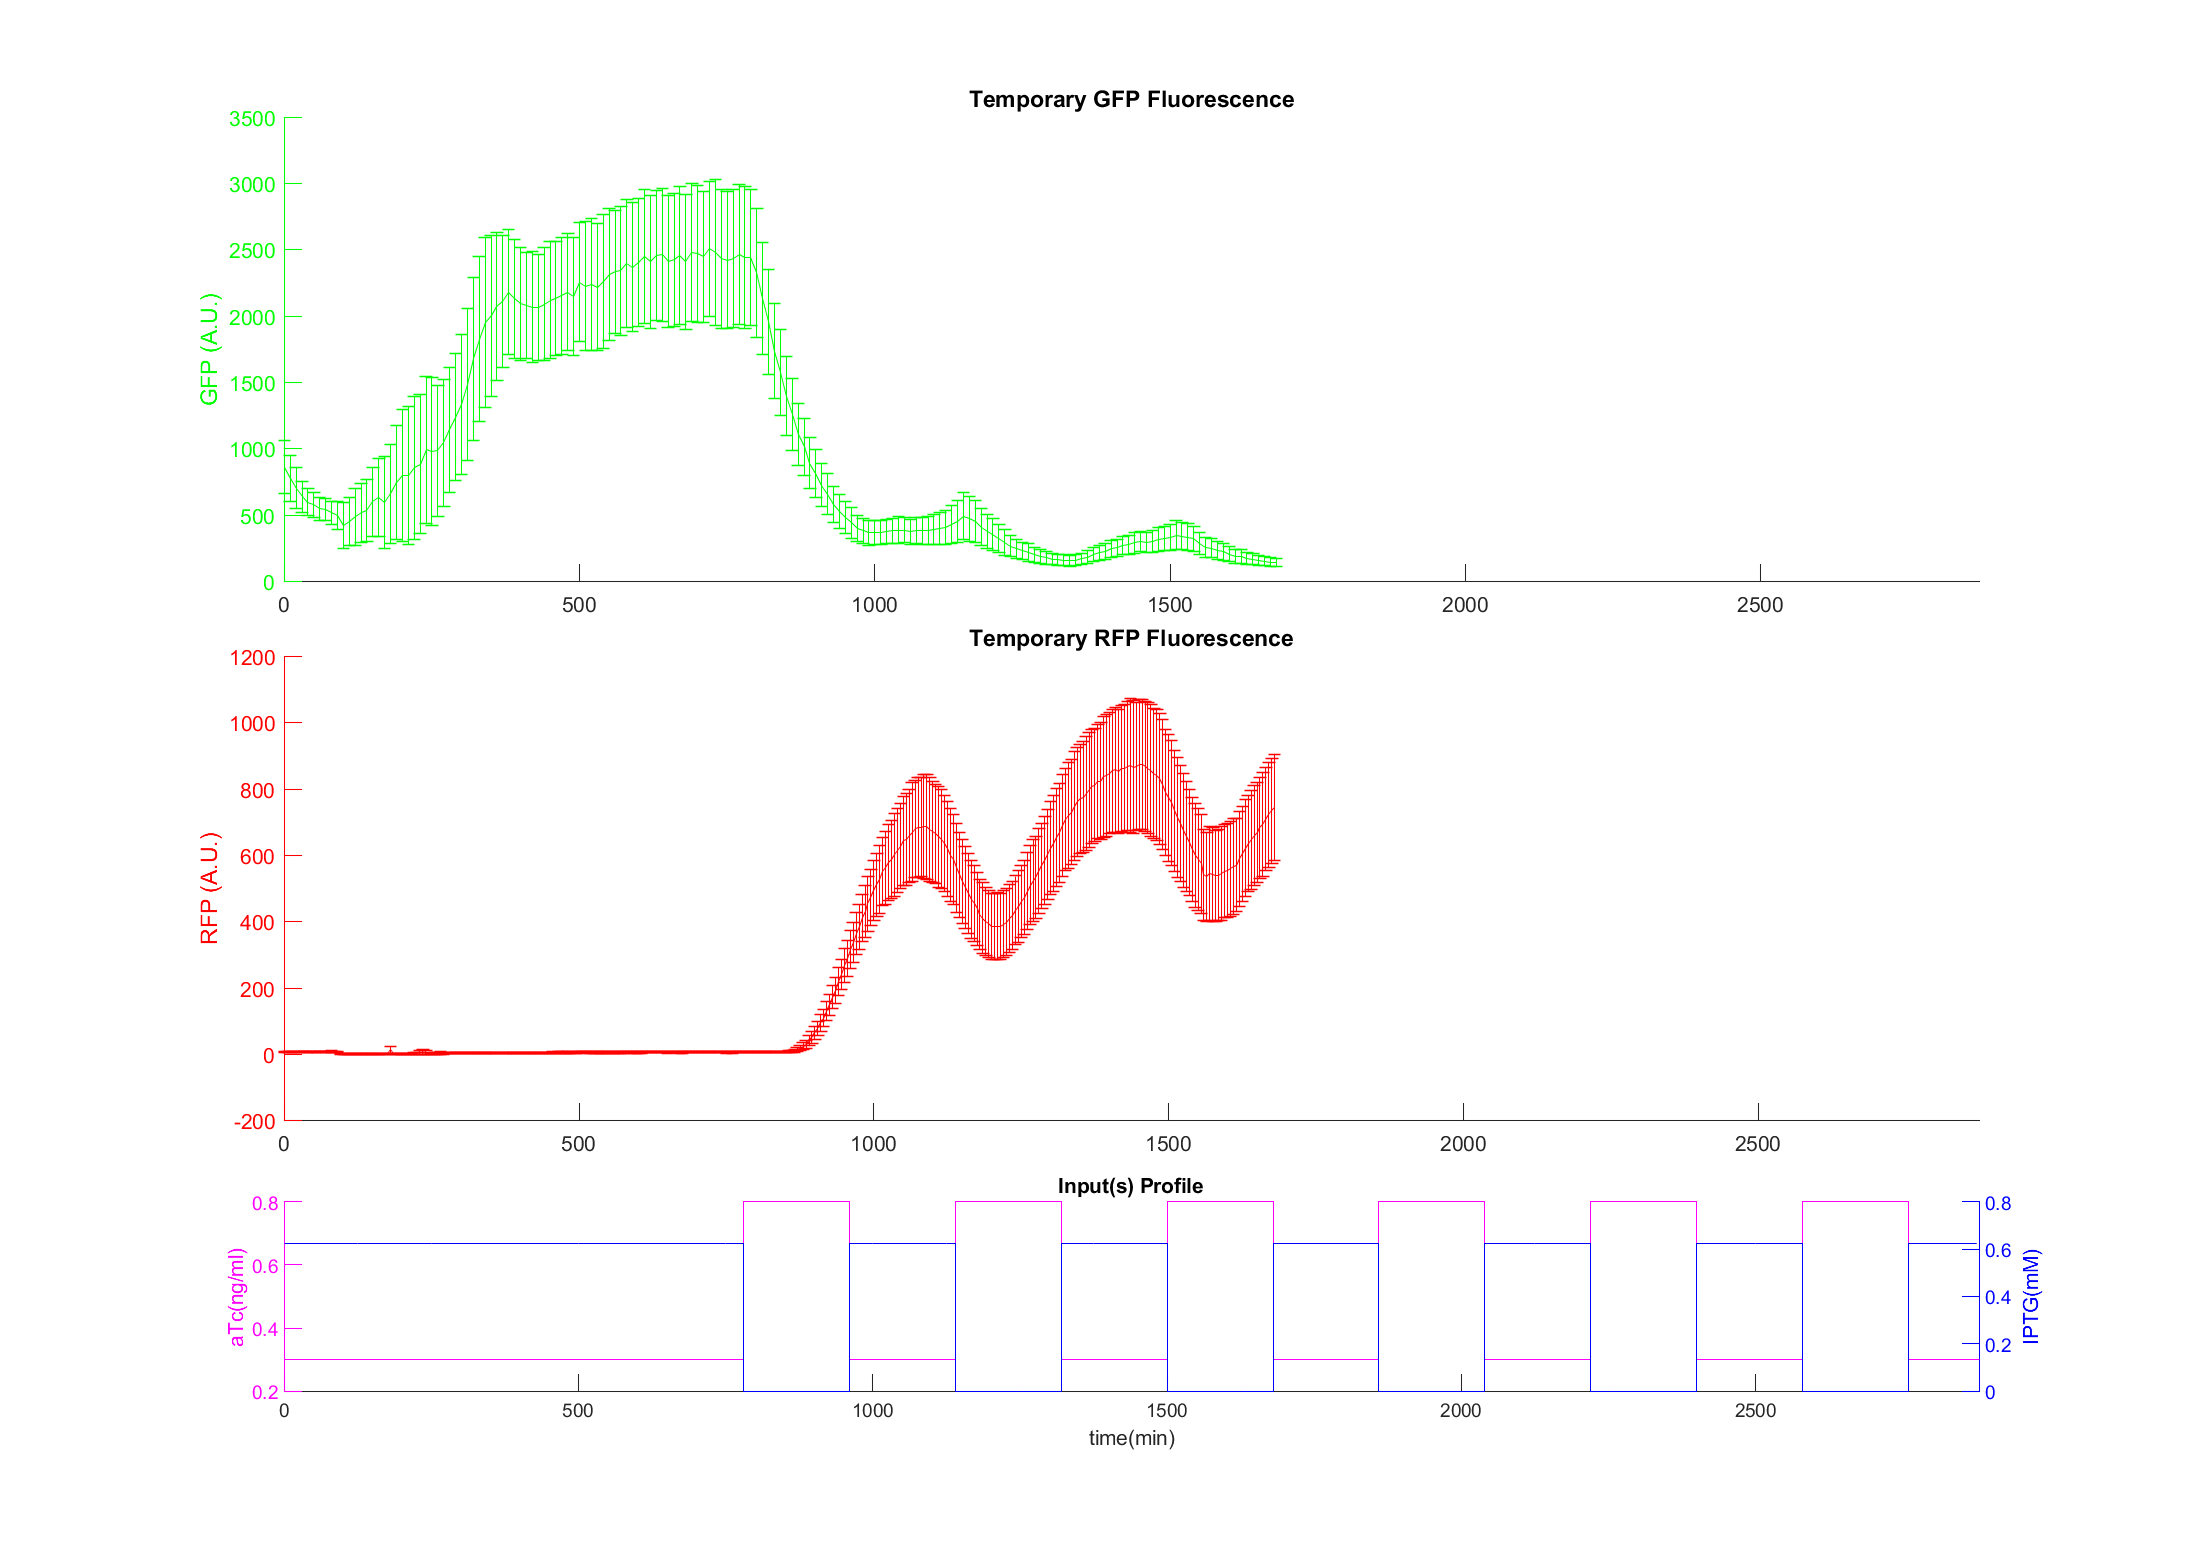 Temporary GFP Fluorescence
3500
3000
2500
2000
1500
1000
500
0
GFP (A.U.)
0 500 1000 1500 2000 2500
Temporary RFP Fluorescence
1200
1000
800
600
400
200
0
-200
RFP (A.U.)
0 500 1000 1500 2000 2500
Input(s) Profile
0.8
0.6
0.4
0.2
aTc(ng/ml)
0.8
0.6
0.4
0.2
0
IPTG(mM)
0 500 1000 1500 2000 2500
time(min)